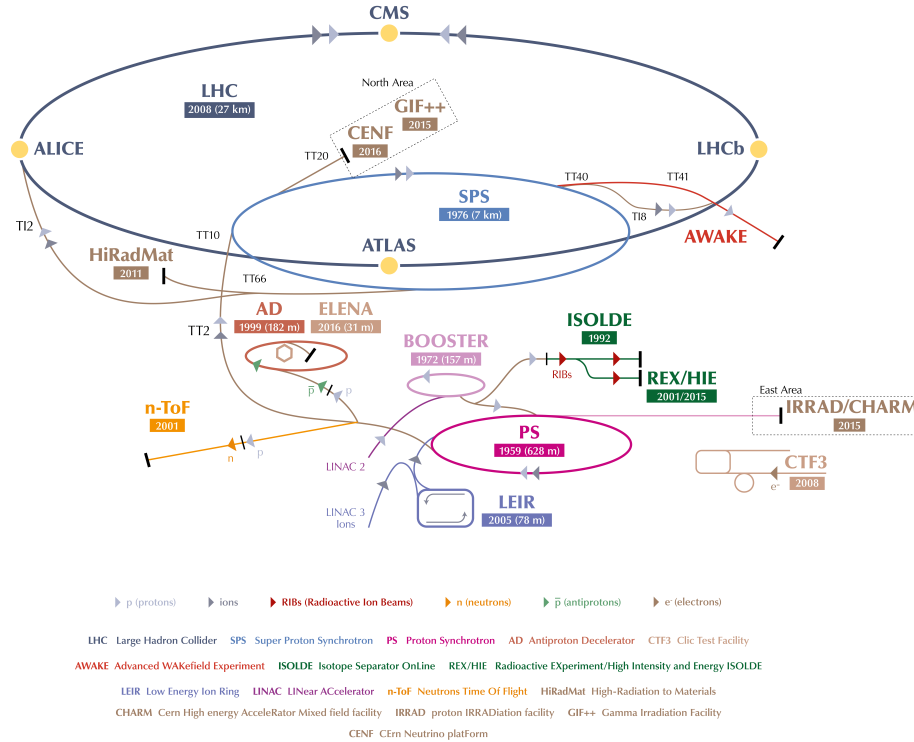 CMS
North Area
LHC
2008 (27 km)
GIF++
2015
CENF
2016
TT20
ALICE
LHCb
TT40
TT41
SPS
1976 (7 km)
TI8
TI2
TT10
AWAKE
ATLAS
HiRadMat
2011
TT66
AD
1999 (182 m)
ELENA
2016 (31 m)
TT2
ISOLDE
1992
BOOSTER
1972 (157 m)
RIBs
REX/HIE
2001/2015
p̅
p
East Area
n-ToF
2001
IRRAD/CHARM
2015
PS
1959 (628 m)
n
p
LINAC 2
CTF3
2008
e-
LEIR
2005 (78 m)
LINAC 3
Ions
p (protons) ions RIBs (Radioactive Ion Beams) n (neutrons) p̅ (antiprotons) e- (electrons)
LHC Large Hadron Collider SPS Super Proton Synchrotron PS Proton Synchrotron AD Antiproton Decelerator CTF3 Clic Test Facility
AWAKE Advanced WAKefield Experiment ISOLDE Isotope Separator OnLine REX/HIE Radioactive EXperiment/High Intensity and Energy ISOLDE
LEIR Low Energy Ion Ring LINAC LINear ACcelerator n-ToF Neutrons Time Of Flight HiRadMat High-Radiation to Materials
CHARM Cern High energy AcceleRator Mixed field facility IRRAD proton IRRADiation facility GIF++ Gamma Irradiation Facility
CENF CErn Neutrino platForm